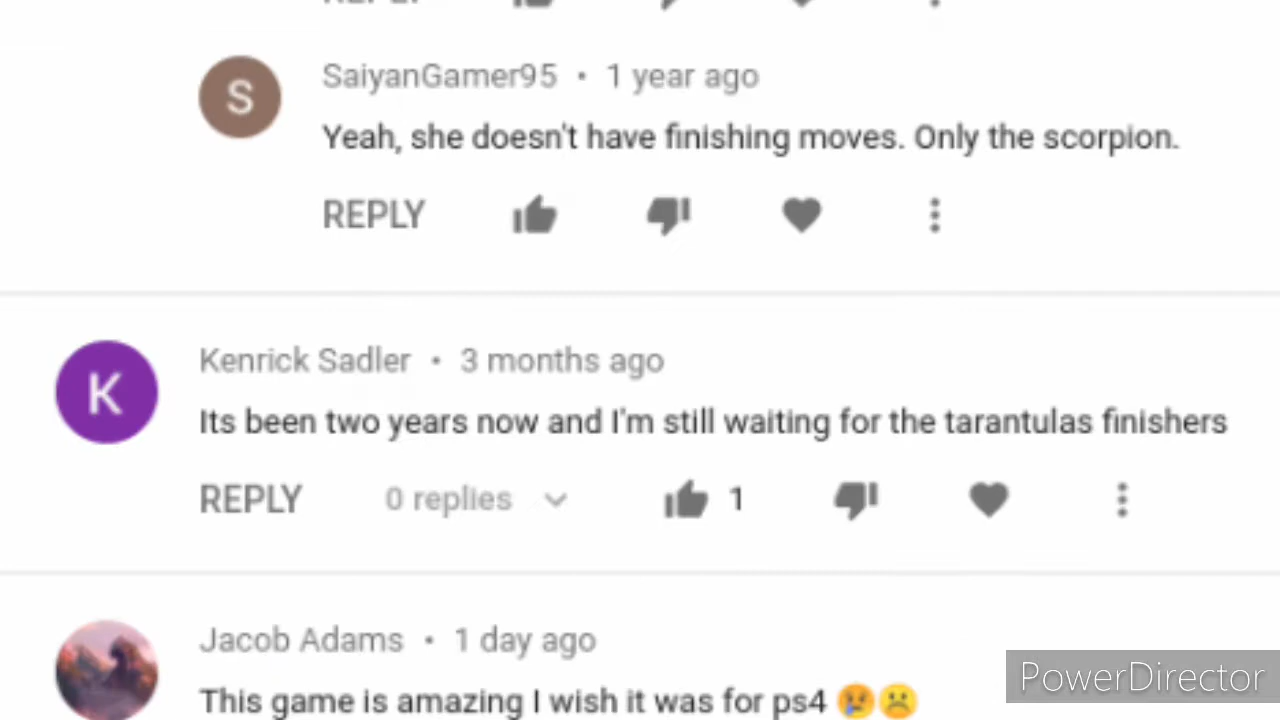 REPLY
S
SaiyanGamer95 • 1 year ago
Yeah, she doesn't have finishing moves. Only the scorpion.
REPLY
K
Kenrick Sadler • 3 months ago
Its been two years now and I'm still waiting for the tarantulas finishers
REPLY 0 replies 1
Jacob Adams • 1 day ago
This game is amazing I wish it was for ps4 😢☹️
PowerDirector